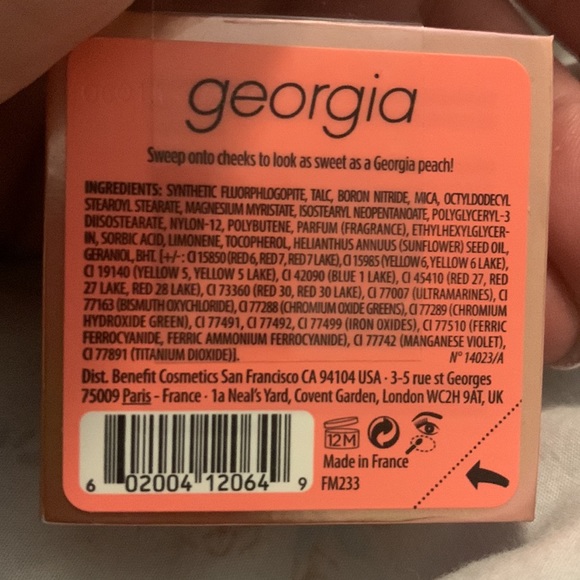 georgia
Sweep onto cheeks to look as sweet as a Georgia peach!
INGREDIENTS: SYNTHETIC FLUORPHLOGOPITE, TALC, BORON NITRIDE, MICA, OCTYLDODECYL
STEAROYL STEARATE, MAGNESIUM MYRISTATE, ISOSTEARYL NEOPENTANOATE, POLYGLYCERYL-3
DIISOSTEARATE, NYLON-12, POLYBUTENE, PARFUM (FRAGRANCE), ETHYLHEXYLGLYCER-
IN, SORBIC ACID, LIMONENE, TOCOPHEROL, HELIANTHUS ANNUUS (SUNFLOWER) SEED OIL,
GERANIOL, BHT. [+/-: CI 15850 (RED 6, RED 7, RED 7 LAKE), CI 15985 (YELLOW 6, YELLOW 6 LAKE),
CI 19140 (YELLOW 5, YELLOW 5 LAKE), CI 42090 (BLUE 1 LAKE), CI 45410 (RED 27, RED
27 LAKE, RED 28 LAKE), CI 73360 (RED 30, RED 30 LAKE), CI 77007 (ULTRAMARINES), CI
77163 (BISMUTH OXYCHLORIDE), CI 77288 (CHROMIUM OXIDE GREENS), CI 77289 (CHROMIUM
HYDROXIDE GREEN), CI 77491, CI 77492, CI 77499 (IRON OXIDES), CI 77510 (FERRIC
FERROCYANIDE, FERRIC AMMONIUM FERROCYANIDE), CI 77742 (MANGANESE VIOLET),
CI 77891 (TITANIUM DIOXIDE)]. N° 14023/A
Dist. Benefit Cosmetics San Francisco CA 94104 USA · 3-5 rue st Georges
75009 Paris - France · 1a Neal's Yard, Covent Garden, London WC2H 9AT, UK
12M
Made in France
FM233
6 02004 12064 9